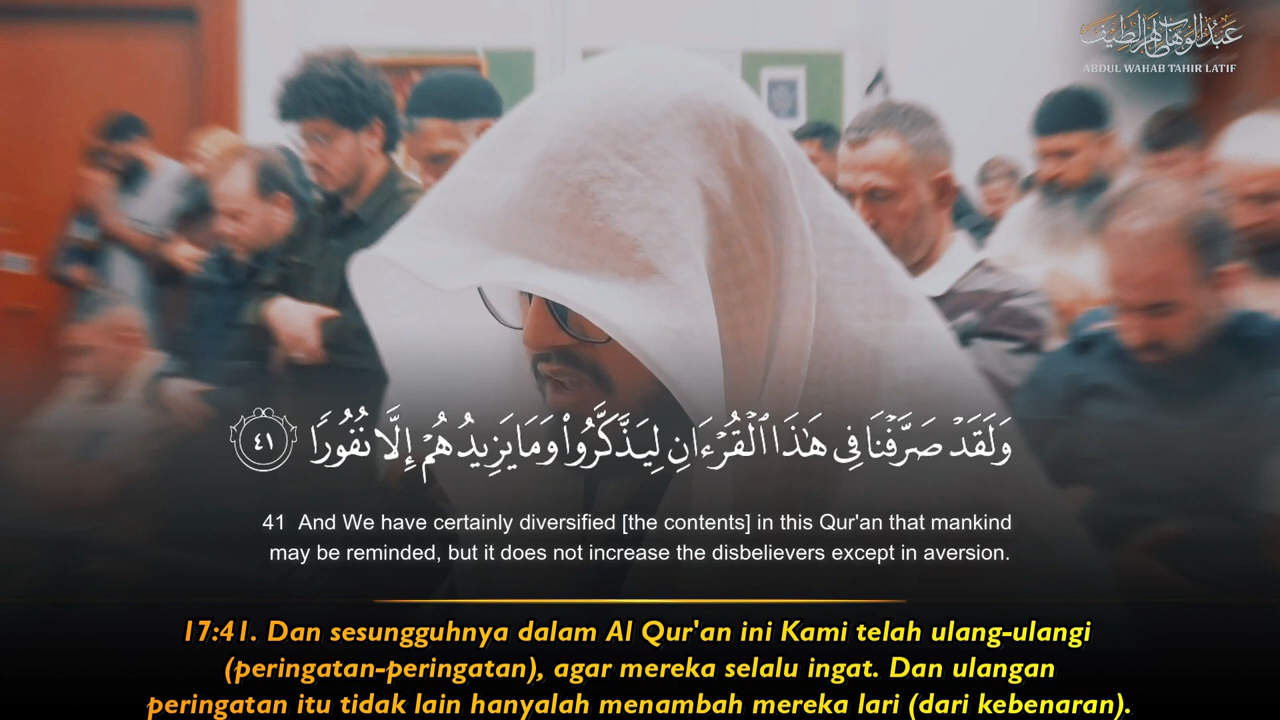 عبد الوهاب طاهر لطيف
ABDUL WAHAB TAHIR LATIF
وَلَقَدْ صَرَّفْنَا فِى هَٰذَا ٱلْقُرْءَانِ لِيَذَّكَّرُوا۟ وَمَا يَزِيدُهُمْ إِلَّا نُفُورًا ٤١
41 And We have certainly diversified [the contents] in this Qur'an that mankind
may be reminded, but it does not increase the disbelievers except in aversion.
17:41. Dan sesungguhnya dalam Al Qur'an ini Kami telah ulang-ulangi
(peringatan-peringatan), agar mereka selalu ingat. Dan ulangan
peringatan itu tidak lain hanyalah menambah mereka lari (dari kebenaran).